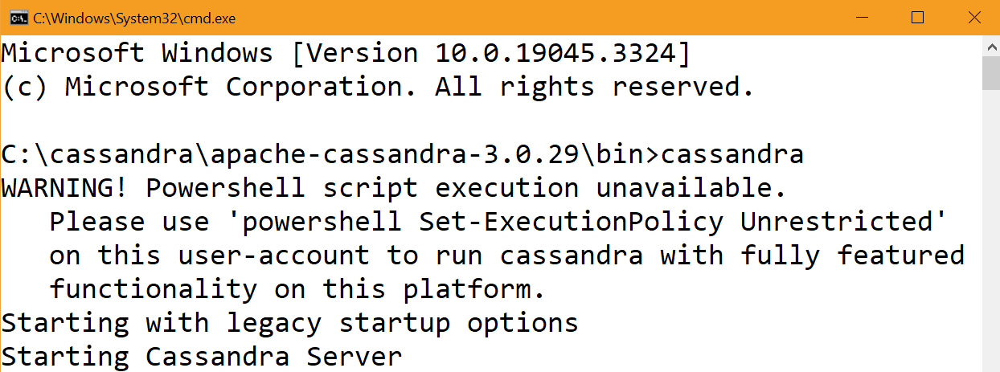 C:\Windows\System32\cmd.exe
Microsoft Windows [Version 10.0.19045.3324]
(c) Microsoft Corporation. All rights reserved.
C:\cassandra\apache-cassandra-3.0.29\bin>cassandra
WARNING! Powershell script execution unavailable.
   Please use 'powershell Set-ExecutionPolicy Unrestricted'
   on this user-account to run cassandra with fully featured
   functionality on this platform.
Starting with legacy startup options
Starting Cassandra Server